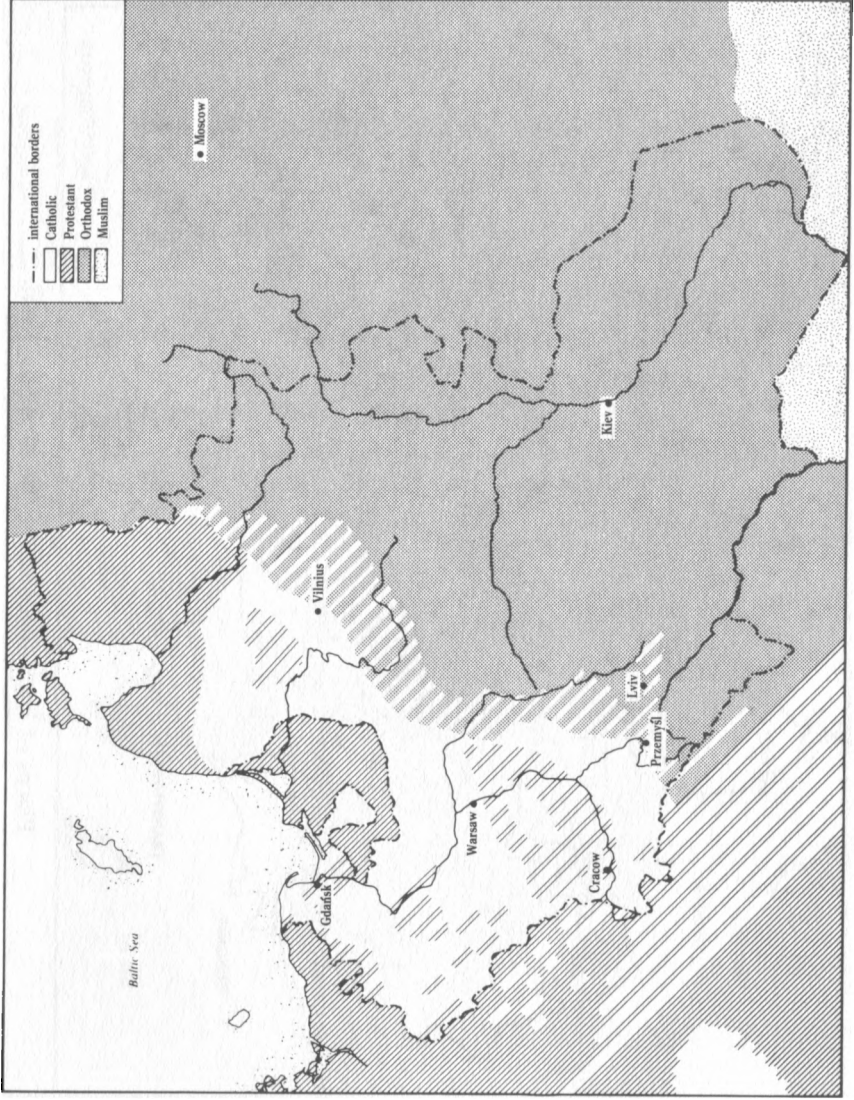 international borders
Catholic
Protestant
Orthodox
Muslim
Moscow
Baltic Sea
Vilnius
Gdańsk
Warsaw
Kiev
Lviv
Przemyśl
Cracow